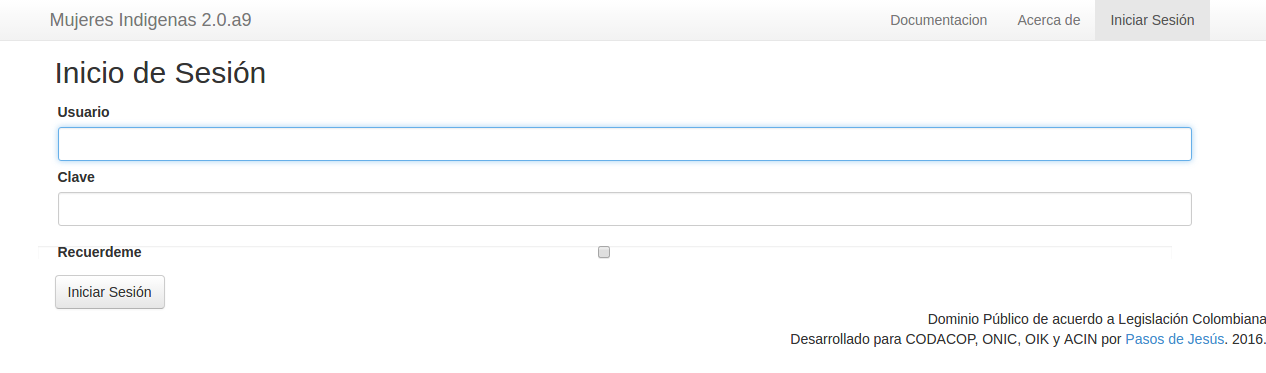 Mujeres Indigenas 2.0.a9
Documentacion
Acerca de
Iniciar Sesión
Inicio de Sesión
Usuario
Clave
Recuerdeme
Iniciar Sesión
Dominio Público de acuerdo a Legislación Colombiana
Desarrollado para CODACOP, ONIC, OIK y ACIN por Pasos de Jesús. 2016.